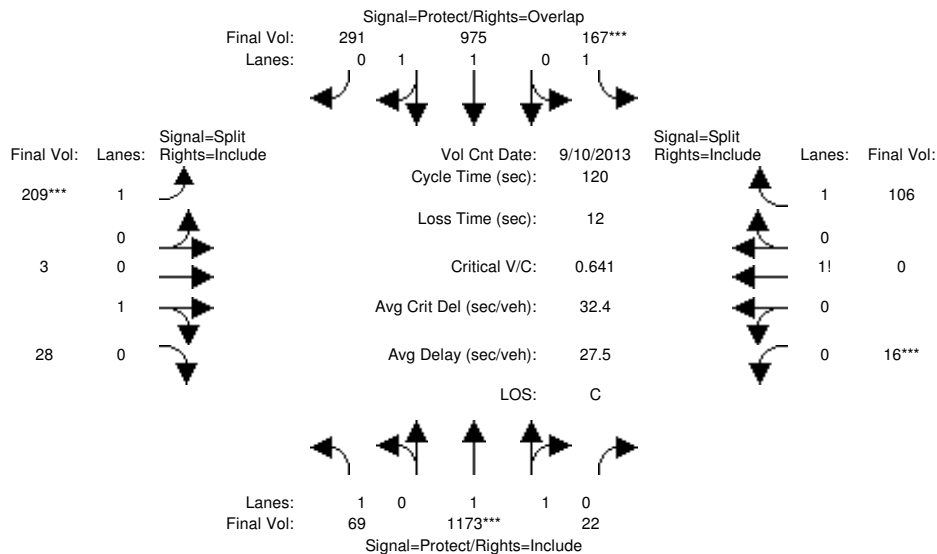 Signal=Protect/Rights=Overlap
Final Vol: 291 975 167***
Lanes: 0 1 1 0 1
Signal=Split
Final Vol: Lanes: Rights=Include
Vol Cnt Date: 9/10/2013
Signal=Split
Rights=Include Lanes: Final Vol:
Cycle Time (sec): 120
209*** 1
1 106
Loss Time (sec): 12
0
0
3 0
Critical V/C: 0.641
1! 0
1
Avg Crit Del (sec/veh): 32.4
0
28 0
Avg Delay (sec/veh): 27.5
0 16***
LOS: C
Lanes: 1 0 1 1 0
Final Vol: 69 1173*** 22
Signal=Protect/Rights=Include